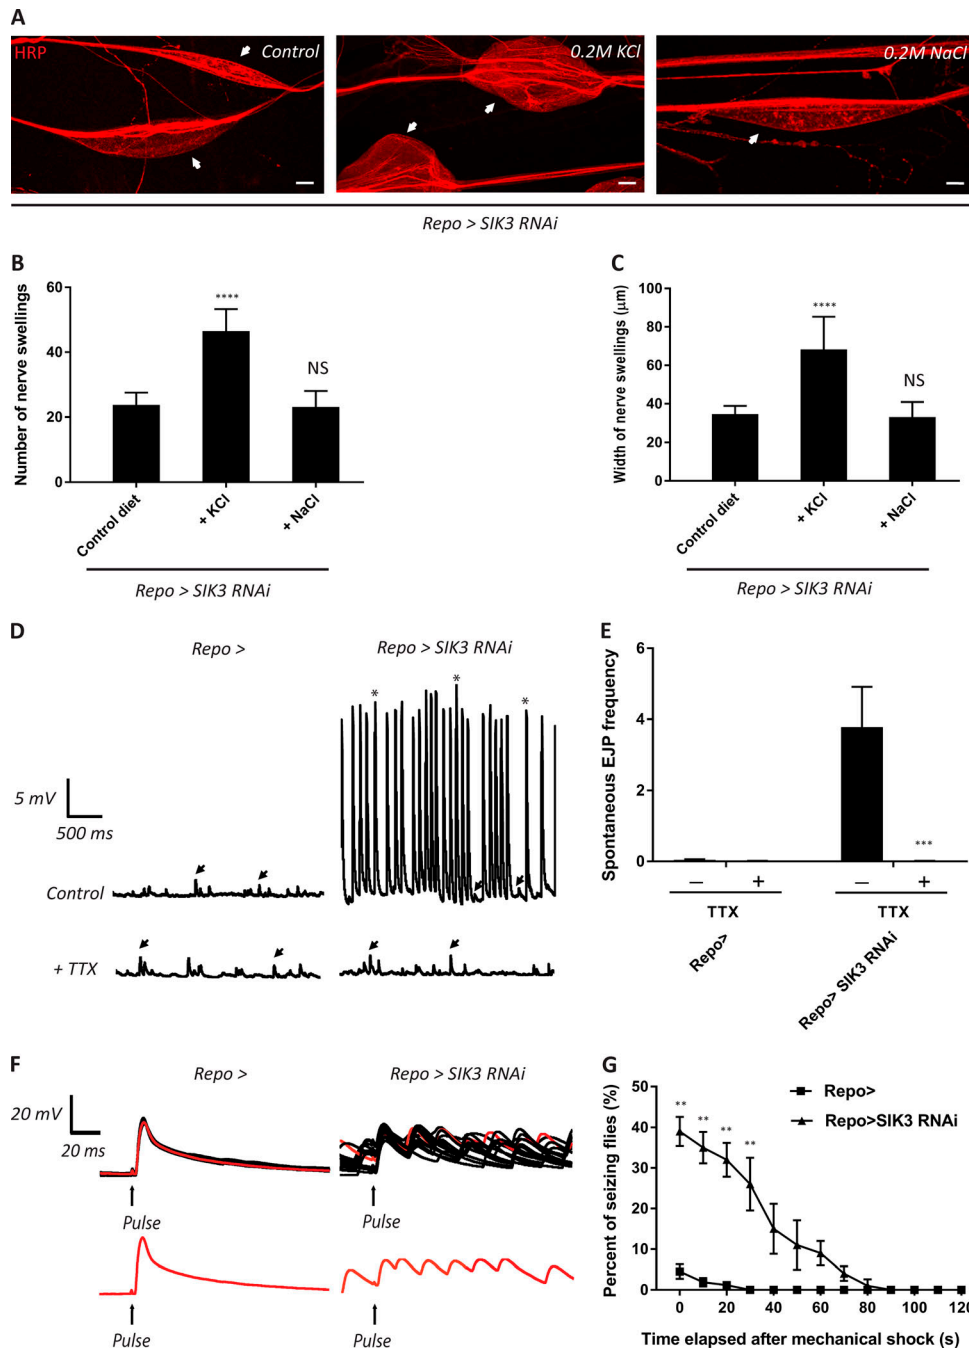 A
HRP
Control
0.2M KCl
0.2M NaCl
Repo > SIK3 RNAi
B
Number of nerve swellings
60
40
20
0
****
NS
Control diet
+ KCl
+ NaCl
Repo > SIK3 RNAi
C
Width of nerve swellings (μm)
100
80
60
40
20
0
****
NS
Control diet
+ KCl
+ NaCl
Repo > SIK3 RNAi
D
Repo >
Repo > SIK3 RNAi
* * *
5 mV
500 ms
Control
+ TTX
E
Spontaneous EJP frequency
6
4
2
0
***
− + − +
TTX TTX
Repo>
Repo> SIK3 RNAi
F
Repo >
Repo > SIK3 RNAi
20 mV
20 ms
Pulse
Pulse
Pulse
Pulse
G
Repo>
Repo>SIK3 RNAi
Percent of seizing flies (%)
50
40
30
20
10
0
** ** ** **
0 20 40 60 80 100 120
Time elapsed after mechanical shock (s)